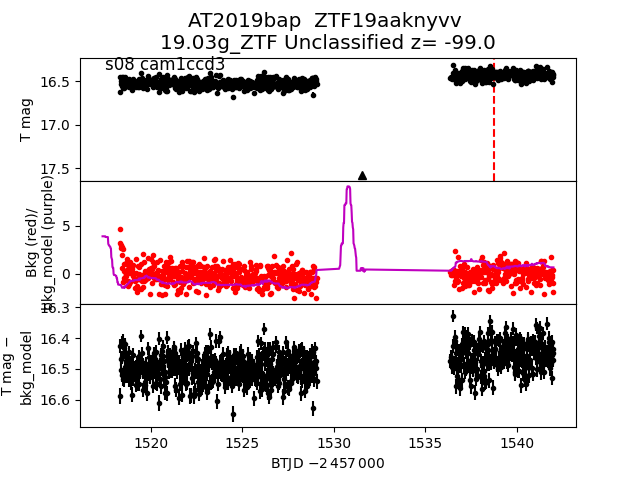 AT2019bap  ZTF19aaknyvv
19.03g_ZTF Unclassified z= -99.0
s08 cam1ccd3
T mag
16.5
17.0
17.5
Bkg (red)/
bkg_model (purple)
5
0
T mag −
bkg_model
16.3
16.4
16.5
16.6
1520
1525
1530
1535
1540
BTJD −2 457 000